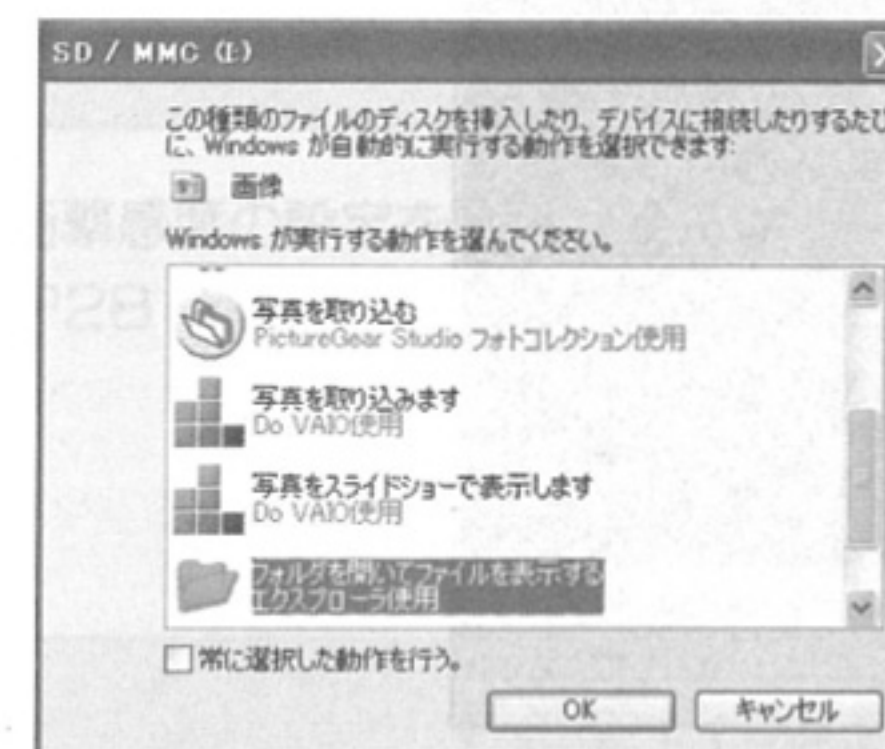 SD / MMC (I:)
この種類のファイルのディスクを挿入したり、デバイスに接続したりするたび
に、Windows が自動的に実行する動作を選択できます:
画像
Windows が実行する動作を選んでください。
写真を取り込む
PictureGear Studio フォトコレクション使用
写真を取り込みます
Do VAIO使用
写真をスライドショーで表示します
Do VAIO使用
フォルダを開いてファイルを表示する
エクスプローラ使用
常に選択した動作を行う。
OK
キャンセル